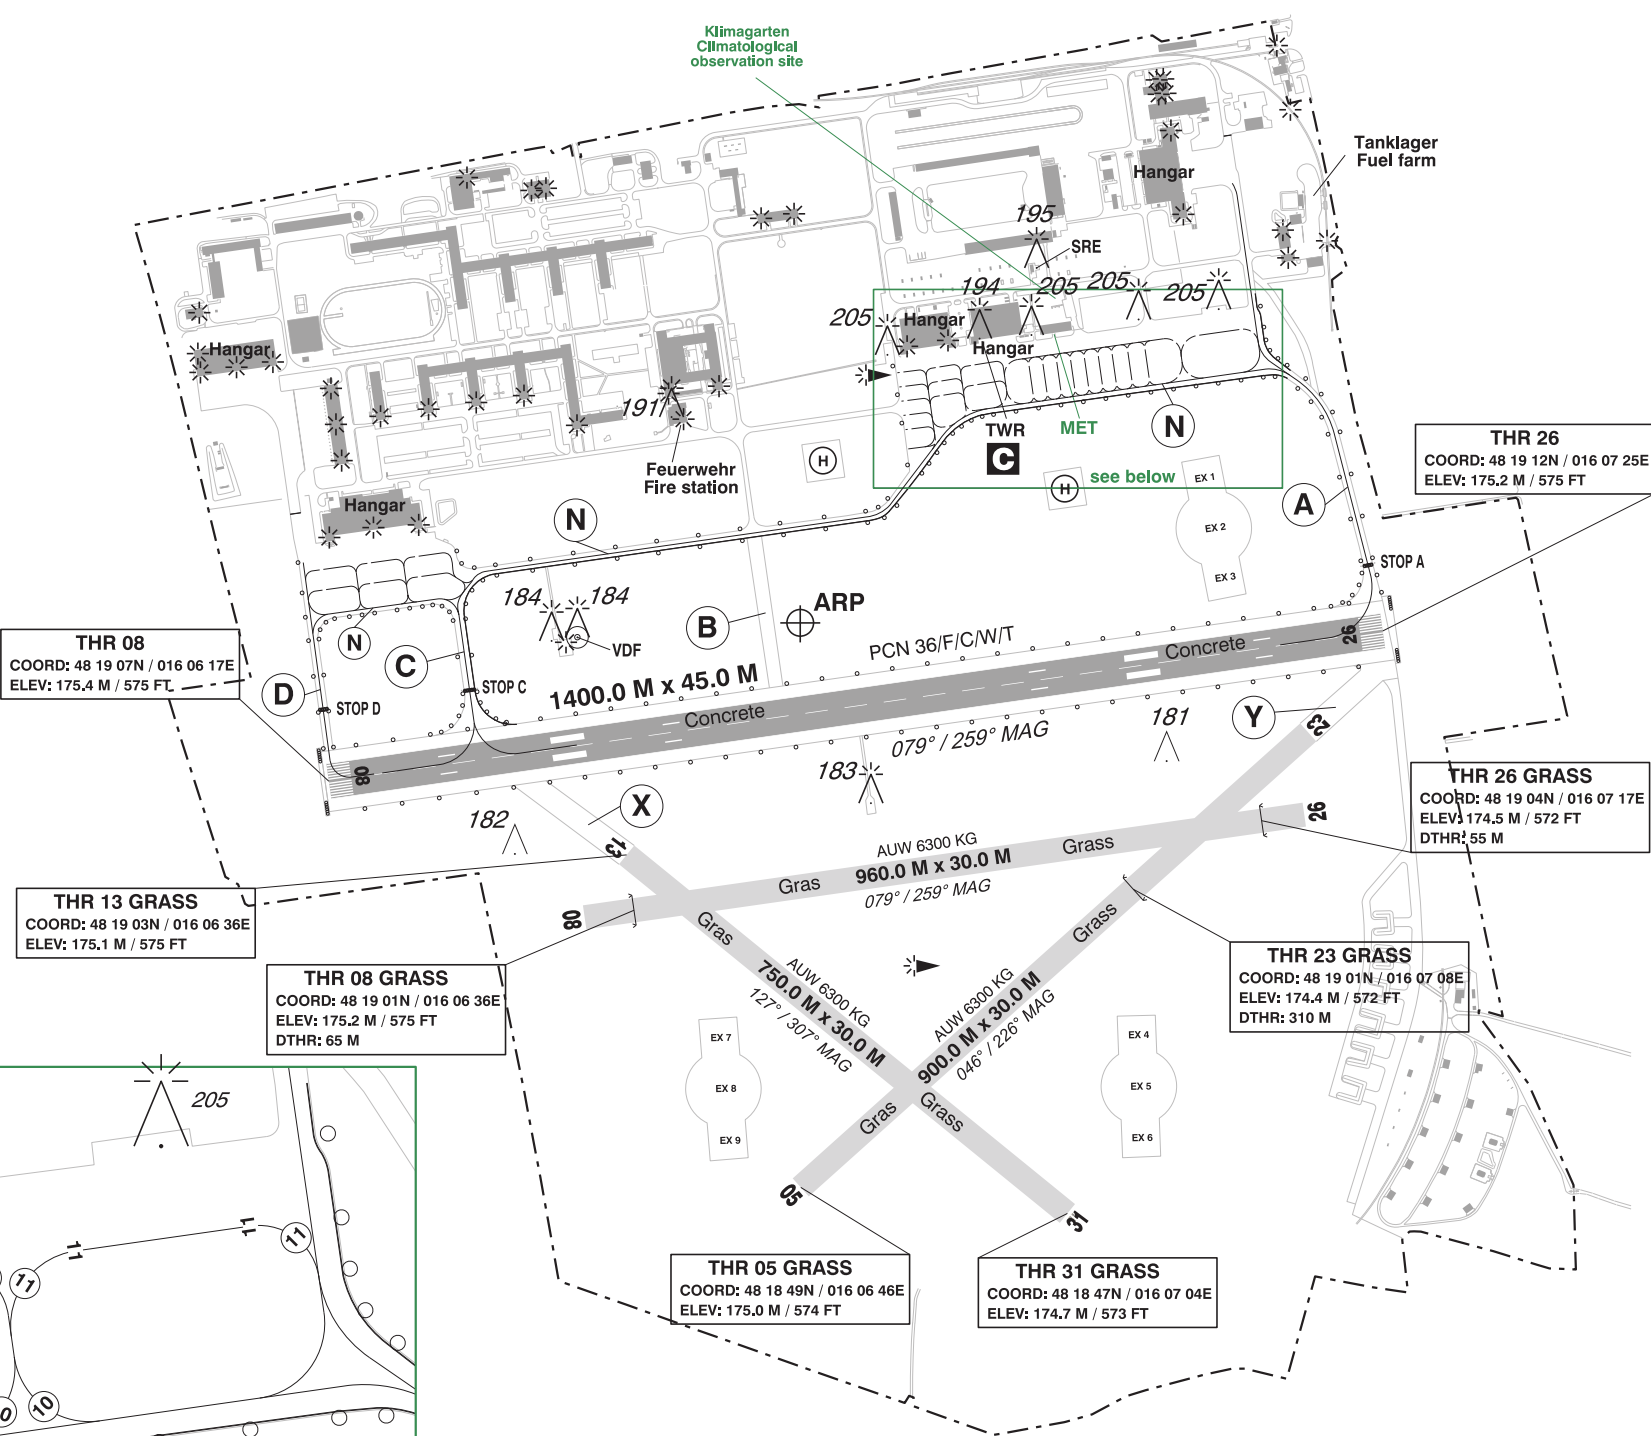 Klimagarten
Climatological
observation site
Tanklager
Fuel farm
Hangar
195
SRE
194
205
205
205
205
Hangar
Hangar
Hangar
191
TWR
C
MET
N
Feuerwehr
Fire station
H
H
see below
EX 1
EX 2
EX 3
A
THR 26
COORD: 48 19 12N / 016 07 25E
ELEV: 175.2 M / 575 FT
Hangar
N
STOP A
184
184
ARP
B
VDF
N
C
D
STOP C
STOP D
THR 08
COORD: 48 19 07N / 016 06 17E
ELEV: 175.4 M / 575 FT
PCN 36/F/C/W/T
1400.0 M x 45.0 M
Concrete
Concrete
26
08
079° / 259° MAG
181
Y
23
183
182
X
13
THR 26 GRASS
COORD: 48 19 04N / 016 07 17E
ELEV: 174.5 M / 572 FT
DTHR: 55 M
26
AUW 6300 KG
Gras
960.0 M x 30.0 M
Grass
079° / 259° MAG
08
THR 13 GRASS
COORD: 48 19 03N / 016 06 36E
ELEV: 175.1 M / 575 FT
THR 08 GRASS
COORD: 48 19 01N / 016 06 36E
ELEV: 175.2 M / 575 FT
DTHR: 65 M
Gras
AUW 6300 KG
750.0 M x 30.0 M
127° / 307° MAG
Grass
Grass
AUW 6300 KG
900.0 M x 30.0 M
046° / 226° MAG
Gras
THR 23 GRASS
COORD: 48 19 01N / 016 07 08E
ELEV: 174.4 M / 572 FT
DTHR: 310 M
EX 7
EX 8
EX 9
EX 4
EX 5
EX 6
05
31
THR 05 GRASS
COORD: 48 18 49N / 016 06 46E
ELEV: 175.0 M / 574 FT
THR 31 GRASS
COORD: 48 18 47N / 016 07 04E
ELEV: 174.7 M / 573 FT
205
11
11
11
11
10